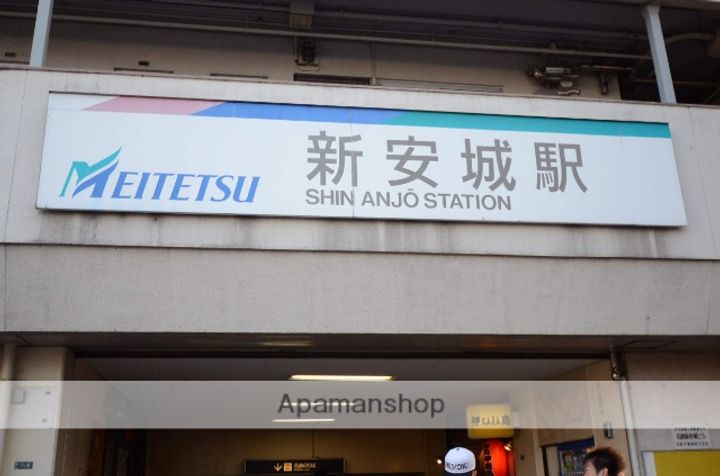 MEITETSU
新安城駅
SHIN ANJŌ STATION
Apamanshop